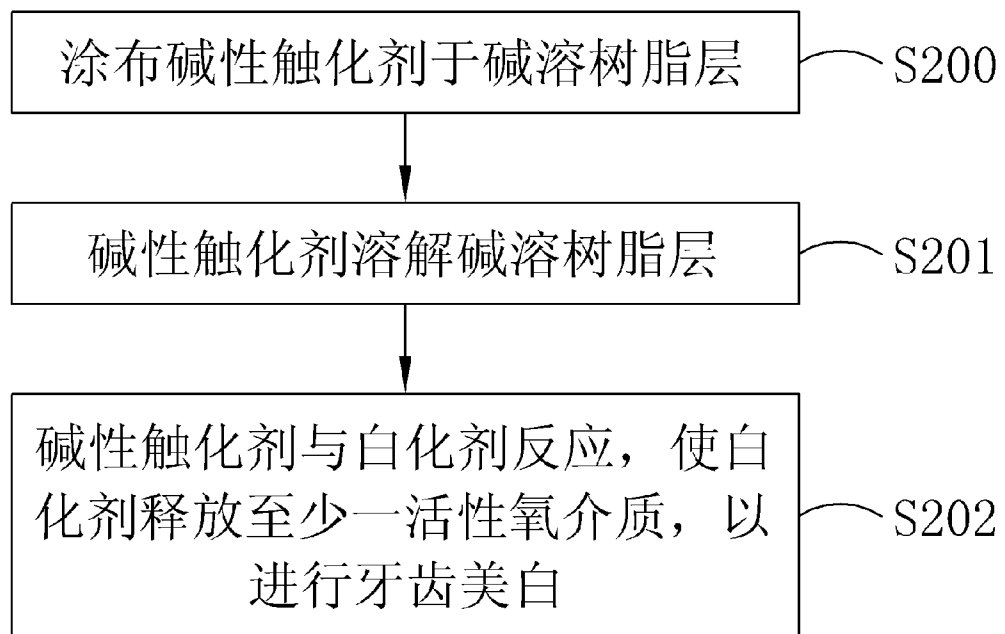 涂布碱性触化剂于碱溶树脂层
S200
碱性触化剂溶解碱溶树脂层
S201
碱性触化剂与白化剂反应，使白
化剂释放至少一活性氧介质，以
进行牙齿美白
S202